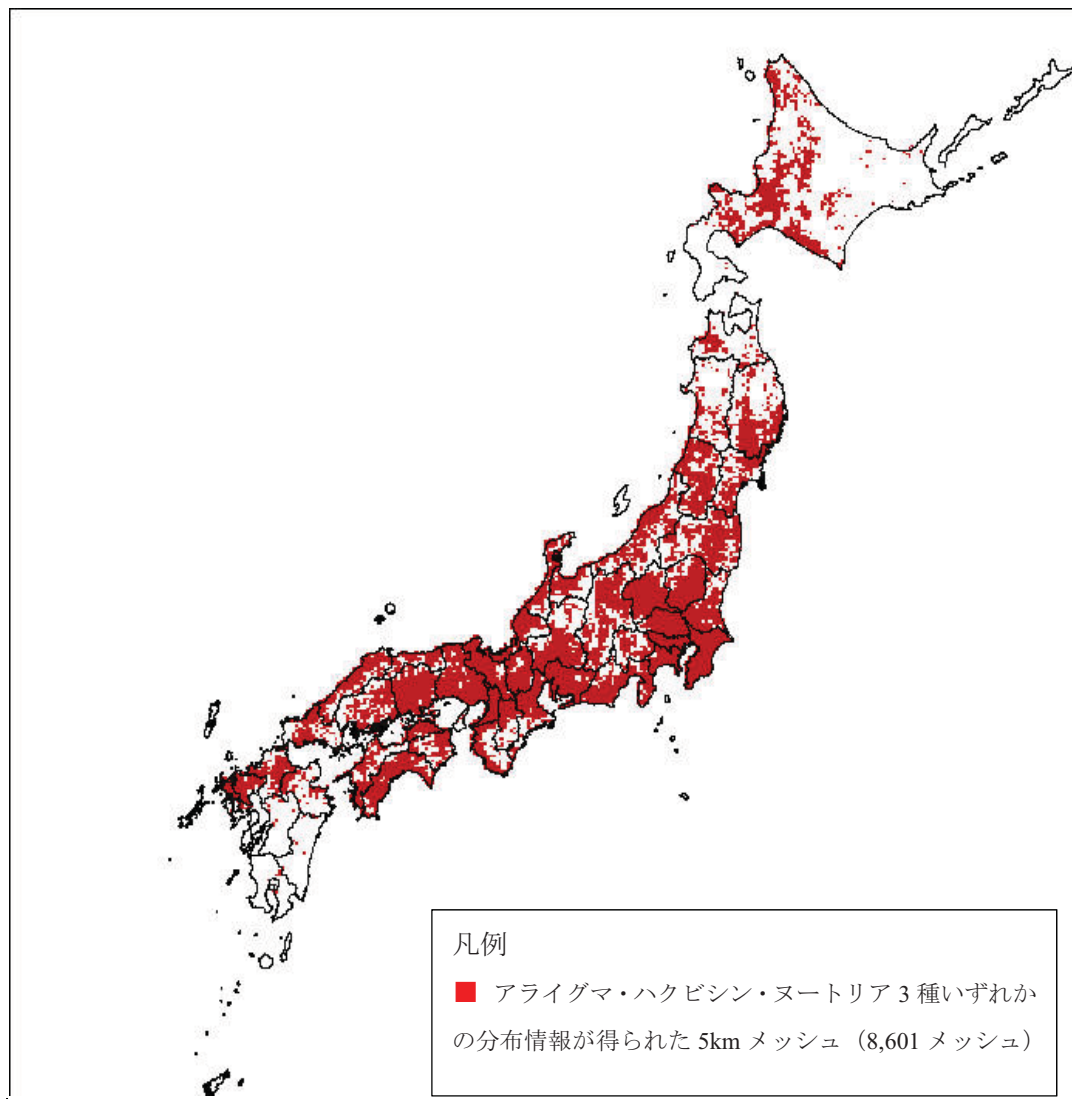 凡例
■ アライグマ・ハクビシン・ヌートリア 3 種いずれか
の分布情報が得られた 5km メッシュ（8,601 メッシュ）